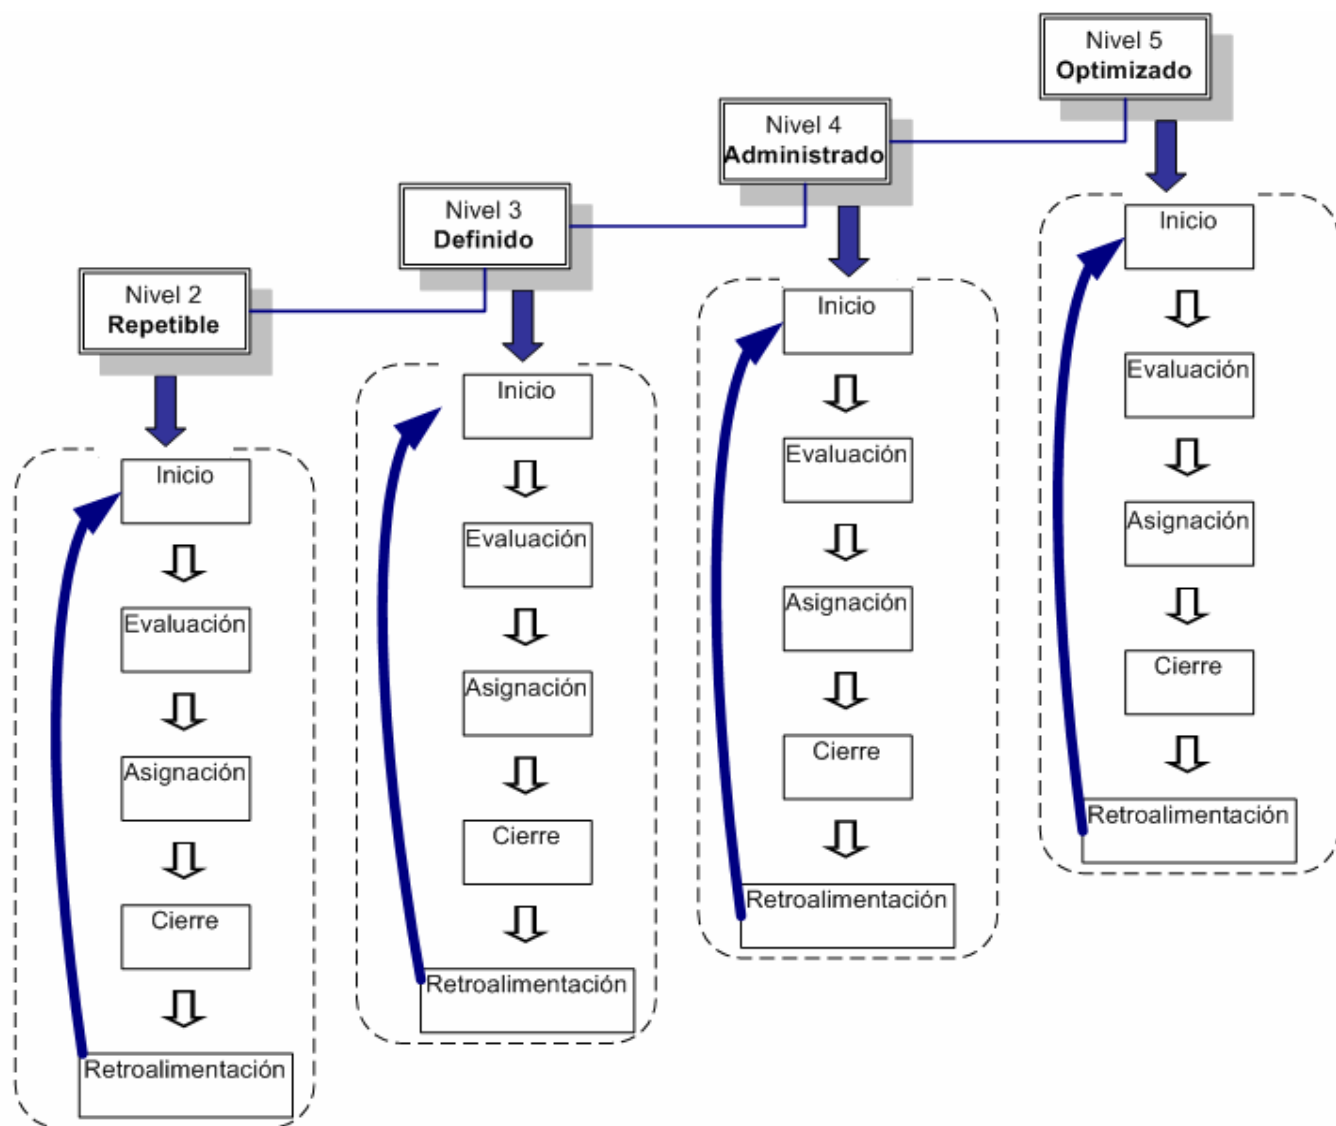 Nivel 2
Repetible
Inicio
Evaluación
Asignación
Cierre
Retroalimentación
Nivel 3
Definido
Inicio
Evaluación
Asignación
Cierre
Retroalimentación
Nivel 4
Administrado
Inicio
Evaluación
Asignación
Cierre
Retroalimentación
Nivel 5
Optimizado
Inicio
Evaluación
Asignación
Cierre
Retroalimentación